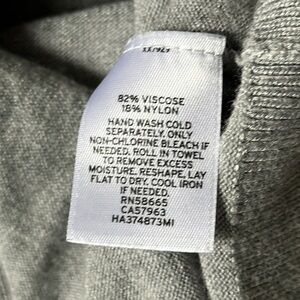 82% VISCOSE
18% NYLON
HAND WASH COLD
SEPARATELY. ONLY
NON-CHLORINE BLEACH IF
NEEDED. ROLL IN TOWEL
TO REMOVE EXCESS
MOISTURE. RESHAPE, LAY
FLAT TO DRY. COOL IRON
IF NEEDED.
RN58665
CA57963
HA374873MI